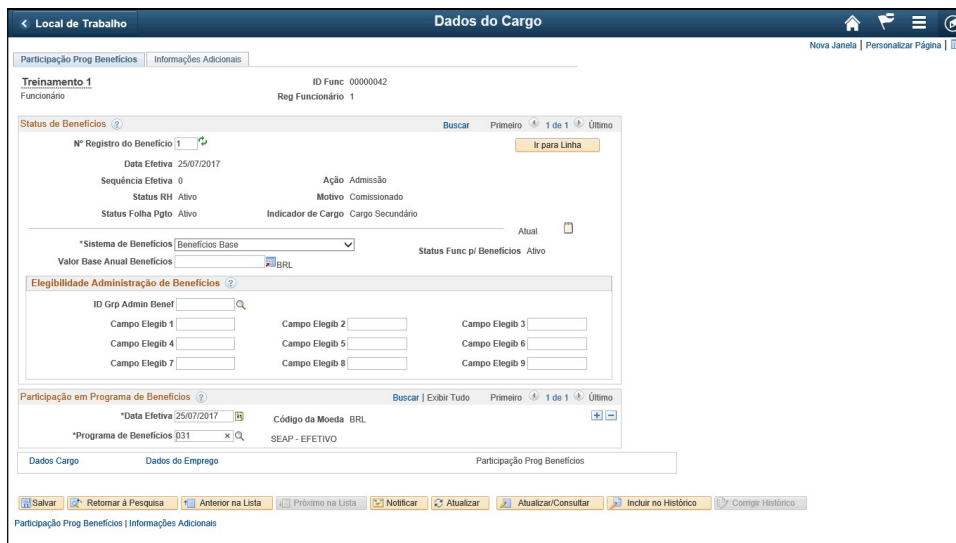 Local de Trabalho Dados do Cargo
Nova Janela | Personalizar Página |
Participação Prog Benefícios Informações Adicionais
Treinamento 1 ID Func 00000042
Funcionário Reg Funcionário 1
Status de Benefícios Buscar Primeiro 1 de 1 Último
Nº Registro do Benefício 1 Ir para Linha
Data Efetiva 25/07/2017
Sequência Efetiva 0 Ação Admissão
Status RH Ativo Motivo Comissionado
Status Folha Pgto Ativo Indicador de Cargo Cargo Secundário
Atual
*Sistema de Benefícios Benefícios Base Status Func p/ Benefícios Ativo
Valor Base Anual Benefícios BRL
Elegibilidade Administração de Benefícios
ID Grp Admin Benef
Campo Elegib 1 Campo Elegib 2 Campo Elegib 3
Campo Elegib 4 Campo Elegib 5 Campo Elegib 6
Campo Elegib 7 Campo Elegib 8 Campo Elegib 9
Participação em Programa de Benefícios Buscar | Exibir Tudo Primeiro 1 de 1 Último
*Data Efetiva 25/07/2017 Código da Moeda BRL
*Programa de Benefícios 031 SEAP - EFETIVO
Dados Cargo Dados do Emprego Participação Prog Benefícios
Salvar Retornar à Pesquisa Anterior na Lista Próximo na Lista Notificar Atualizar Atualizar/Consultar Incluir no Histórico Corrigir Histórico
Participação Prog Benefícios | Informações Adicionais